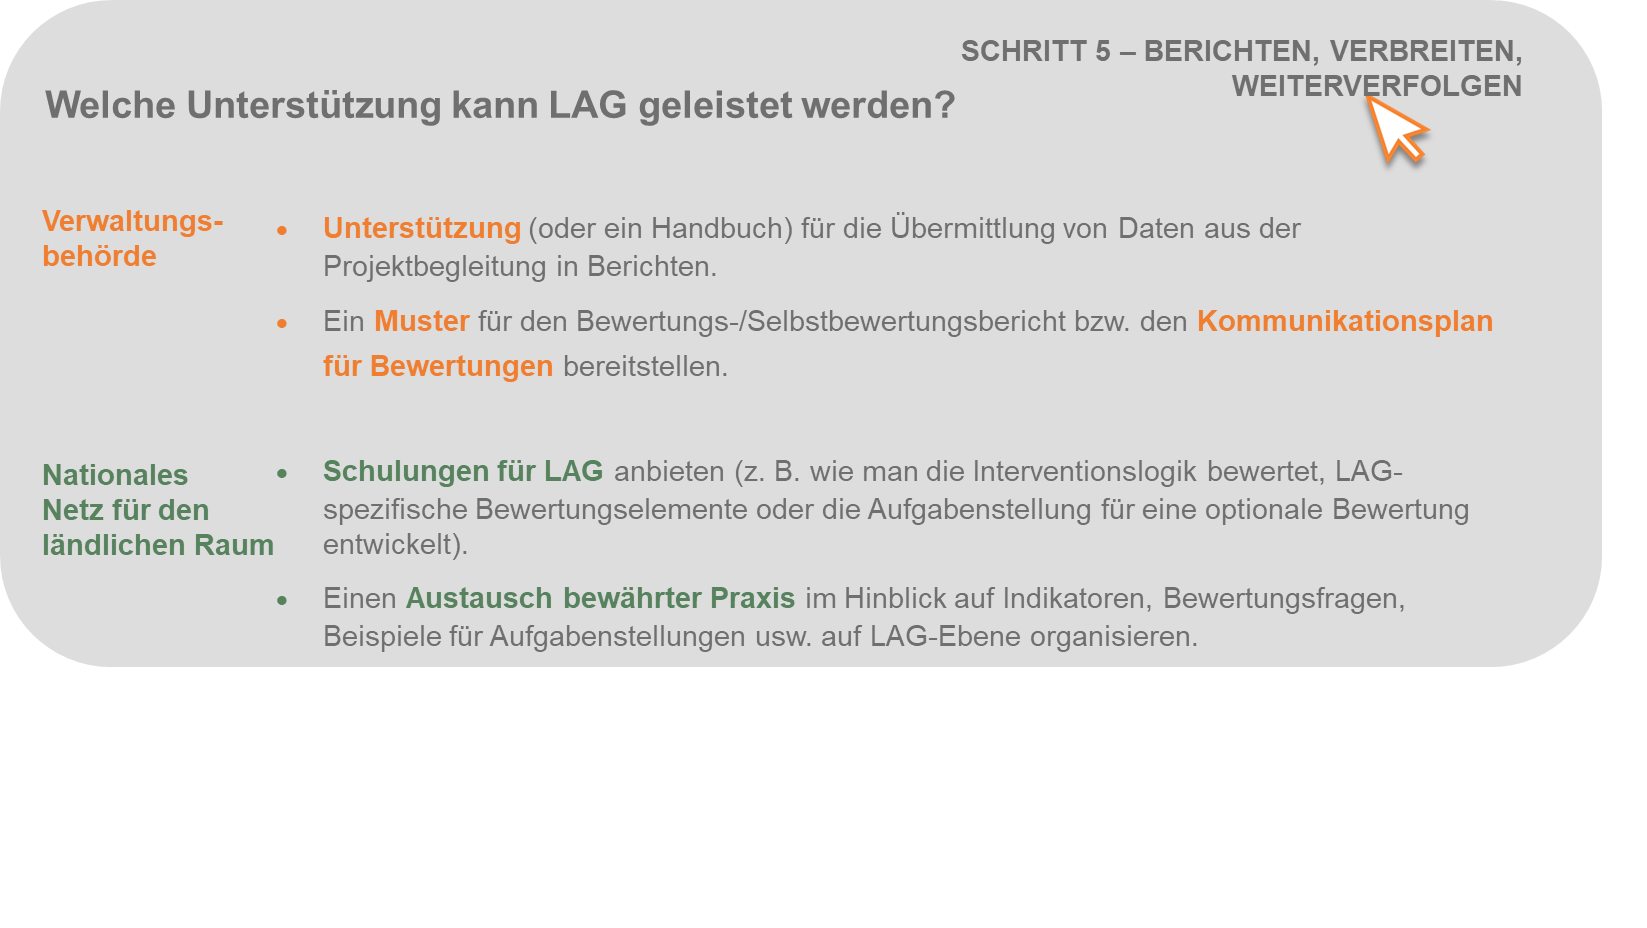 SCHRITT 5 – BERICHTEN, VERBREITEN,
WEITERVERFOLGEN
Welche Unterstützung kann LAG geleistet werden?
Verwaltungs-
behörde
• Unterstützung (oder ein Handbuch) für die Übermittlung von Daten aus der
Projektbegleitung in Berichten.
• Ein Muster für den Bewertungs-/Selbstbewertungsbericht bzw. den Kommunikationsplan
für Bewertungen bereitstellen.
Nationales
Netz für den
ländlichen Raum
• Schulungen für LAG anbieten (z. B. wie man die Interventionslogik bewertet, LAG-
spezifische Bewertungselemente oder die Aufgabenstellung für eine optionale Bewertung
entwickelt).
• Einen Austausch bewährter Praxis im Hinblick auf Indikatoren, Bewertungsfragen,
Beispiele für Aufgabenstellungen usw. auf LAG-Ebene organisieren.